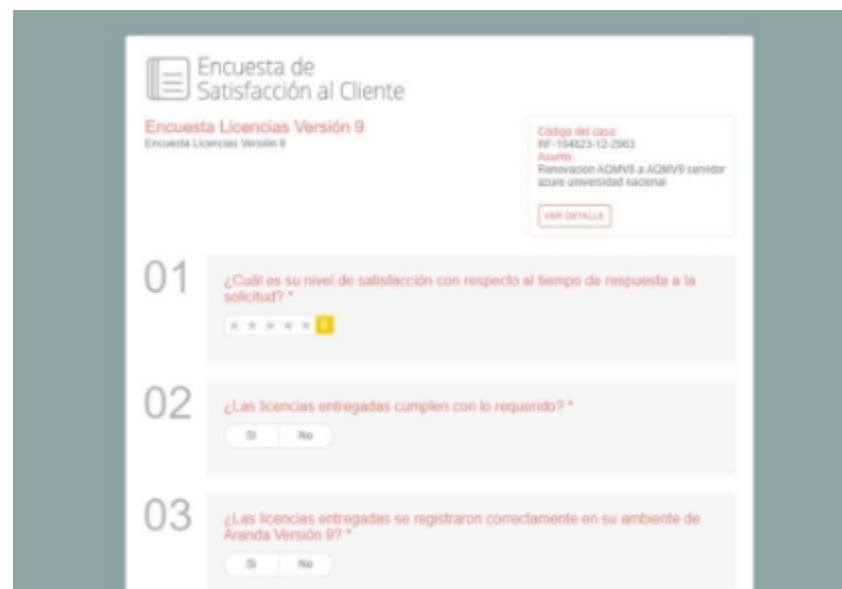 Encuesta de
Satisfacción al Cliente
Encuesta Licencias Versión 9
Encuesta Licencias Versión 9
Código del caso:
RF-104823-12-2963
Asunto:
Renovacion AQMV8 a AQMV9 servidor
azure universidad nacional
VER DETALLE
01
¿Cuál es su nivel de satisfacción con respecto al tiempo de respuesta a la
solicitud? *
0
02
¿Las licencias entregadas cumplen con lo requerido? *
Si No
03
¿Las licencias entregadas se registraron correctamente en su ambiente de
Aranda Versión 9? *
Si No